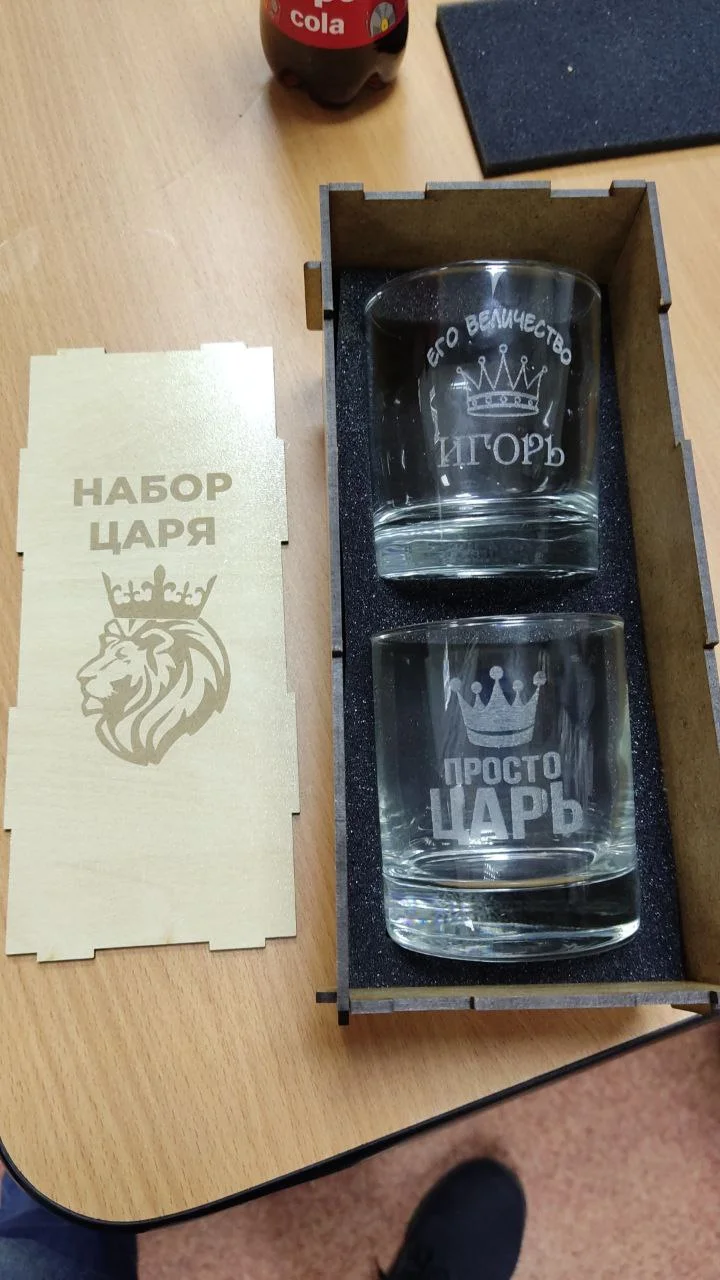 cola
НАБОР
ЦАРЯ
ЕГО ВЕЛИЧЕСТВО
ИГОРЬ
ПРОСТО
ЦАРЬ